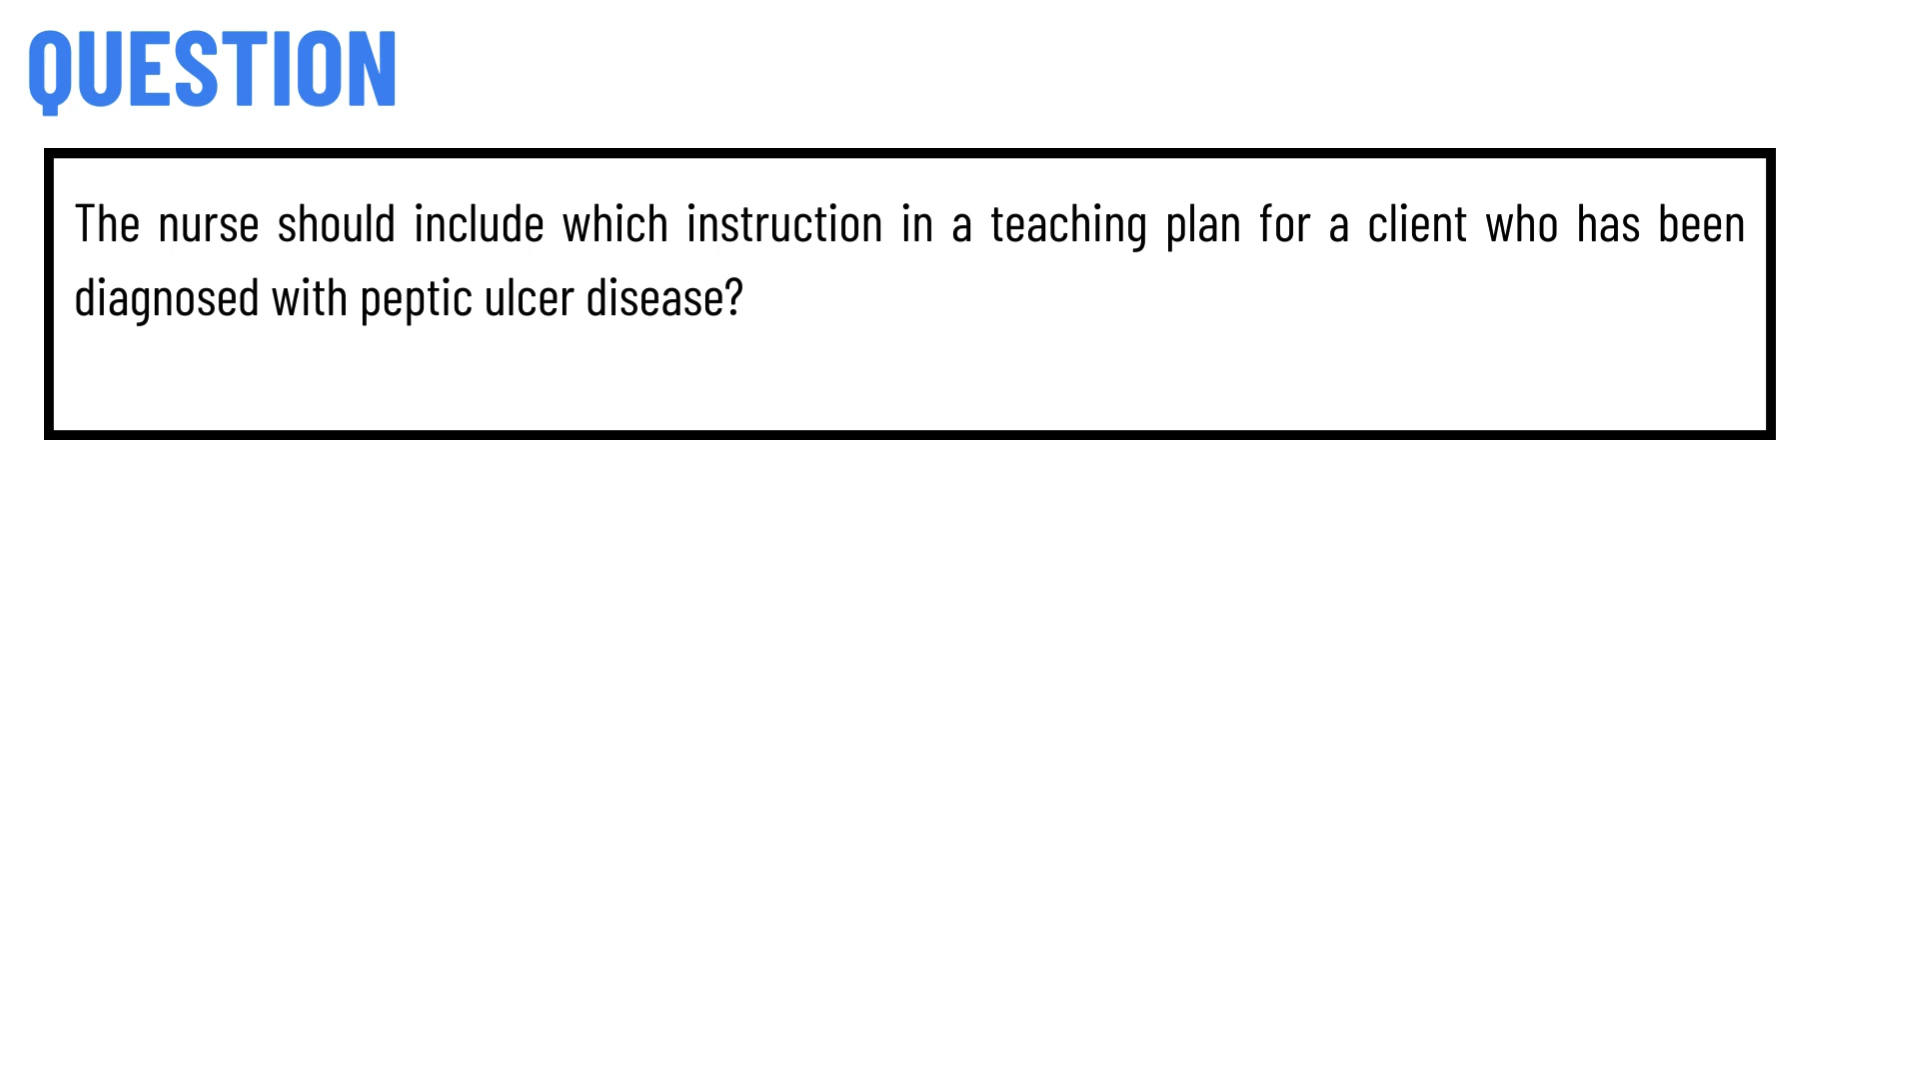 QUESTION
The nurse should include which instruction in a teaching plan for a client who has been
diagnosed with peptic ulcer disease?